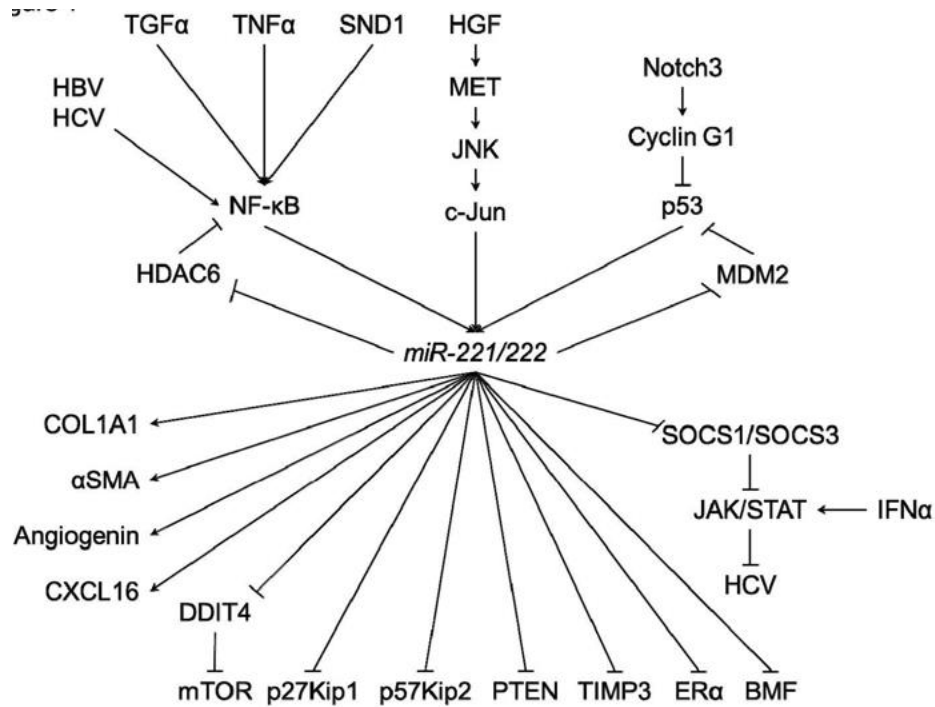 TGFα TNFα SND1 HGF
Notch3
HBV
HCV
MET
Cyclin G1
JNK
NF-κB
c-Jun
p53
HDAC6
MDM2
miR-221/222
COL1A1
SOCS1/SOCS3
αSMA
JAK/STAT
IFNα
Angiogenin
CXCL16
HCV
DDIT4
mTOR p27Kip1 p57Kip2 PTEN TIMP3 ERα BMF